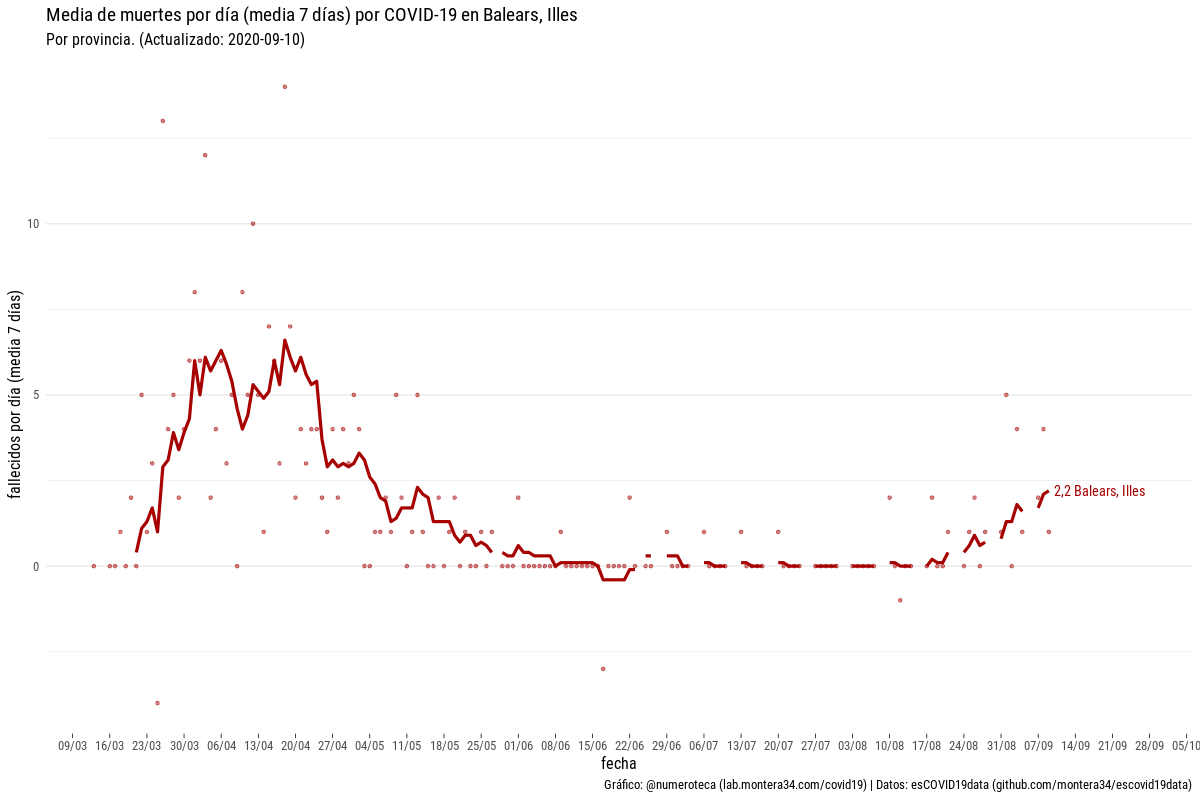 Media de muertes por día (media 7 días) por COVID-19 en Balears, Illes
Por provincia. (Actualizado: 2020-09-10)
fallecidos por día (media 7 días)
10
5
0
2,2 Balears, Illes
09/03 16/03 23/03 30/03 06/04 13/04 20/04 27/04 04/05 11/05 18/05 25/05 01/06 08/06 15/06 22/06 29/06 06/07 13/07 20/07 27/07 03/08 10/08 17/08 24/08 31/08 07/09 14/09 21/09 28/09 05/10
fecha
Gráfico: @numeroteca (lab.montera34.com/covid19) | Datos: esCOVID19data (github.com/montera34/escovid19data)